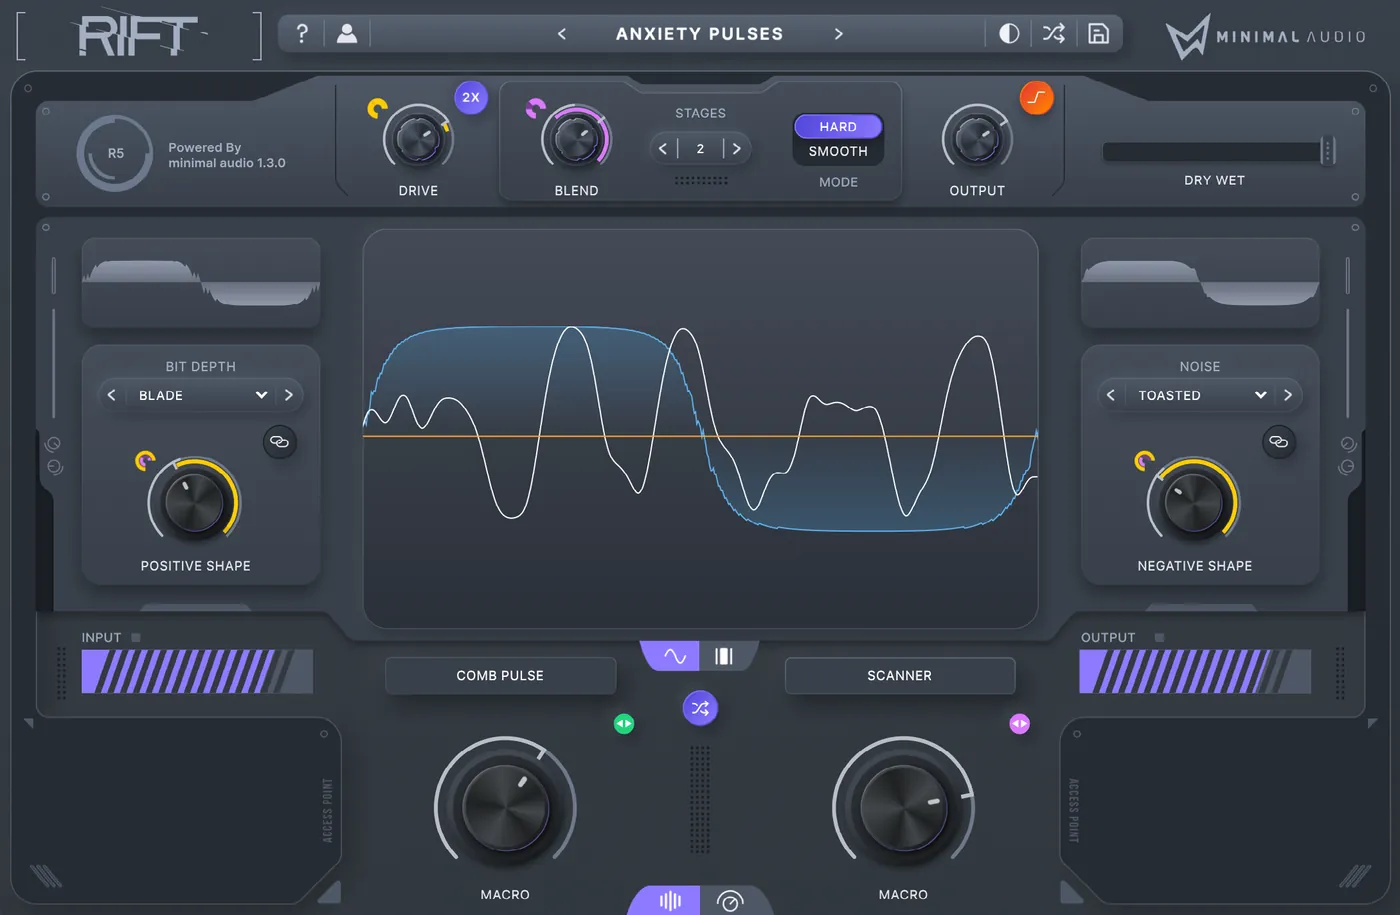 RIFT
?
ANXIETY PULSES
MINIMAL AUDIO
R5
Powered By
minimal audio 1.3.0
2X
DRIVE
BLEND
STAGES
2
HARD
SMOOTH
MODE
OUTPUT
DRY WET
BIT DEPTH
BLADE
POSITIVE SHAPE
NOISE
TOASTED
NEGATIVE SHAPE
INPUT
OUTPUT
COMB PULSE
SCANNER
ACCESS POINT
ACCESS POINT
MACRO
MACRO